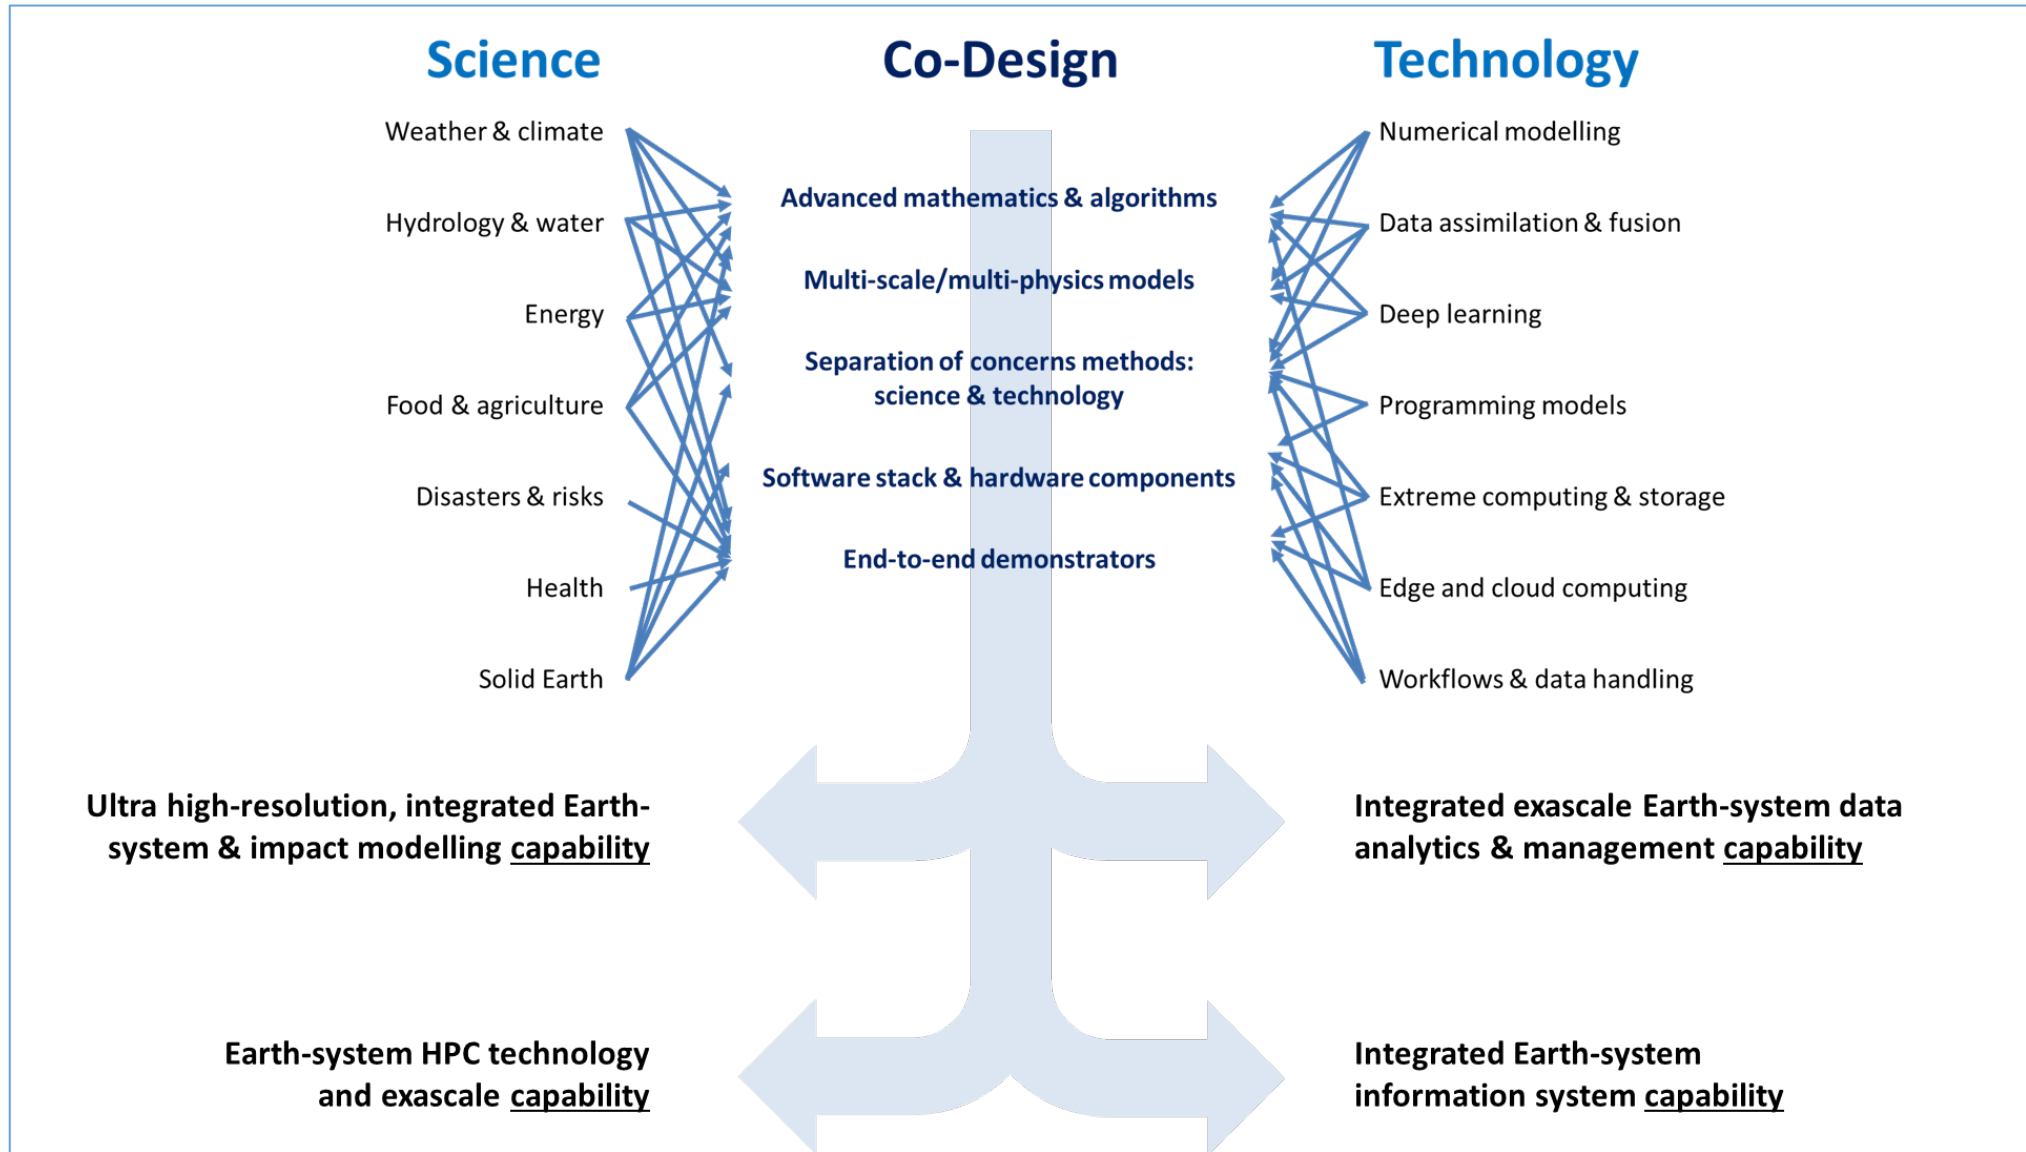 Science
Co-Design
Technology
Weather & climate
Hydrology & water
Energy
Food & agriculture
Disasters & risks
Health
Solid Earth
Advanced mathematics & algorithms
Multi-scale/multi-physics models
Separation of concerns methods:
science & technology
Software stack & hardware components
End-to-end demonstrators
Numerical modelling
Data assimilation & fusion
Deep learning
Programming models
Extreme computing & storage
Edge and cloud computing
Workflows & data handling
Ultra high-resolution, integrated Earth-
system & impact modelling capability
Integrated exascale Earth-system data
analytics & management capability
Earth-system HPC technology
and exascale capability
Integrated Earth-system
information system capability